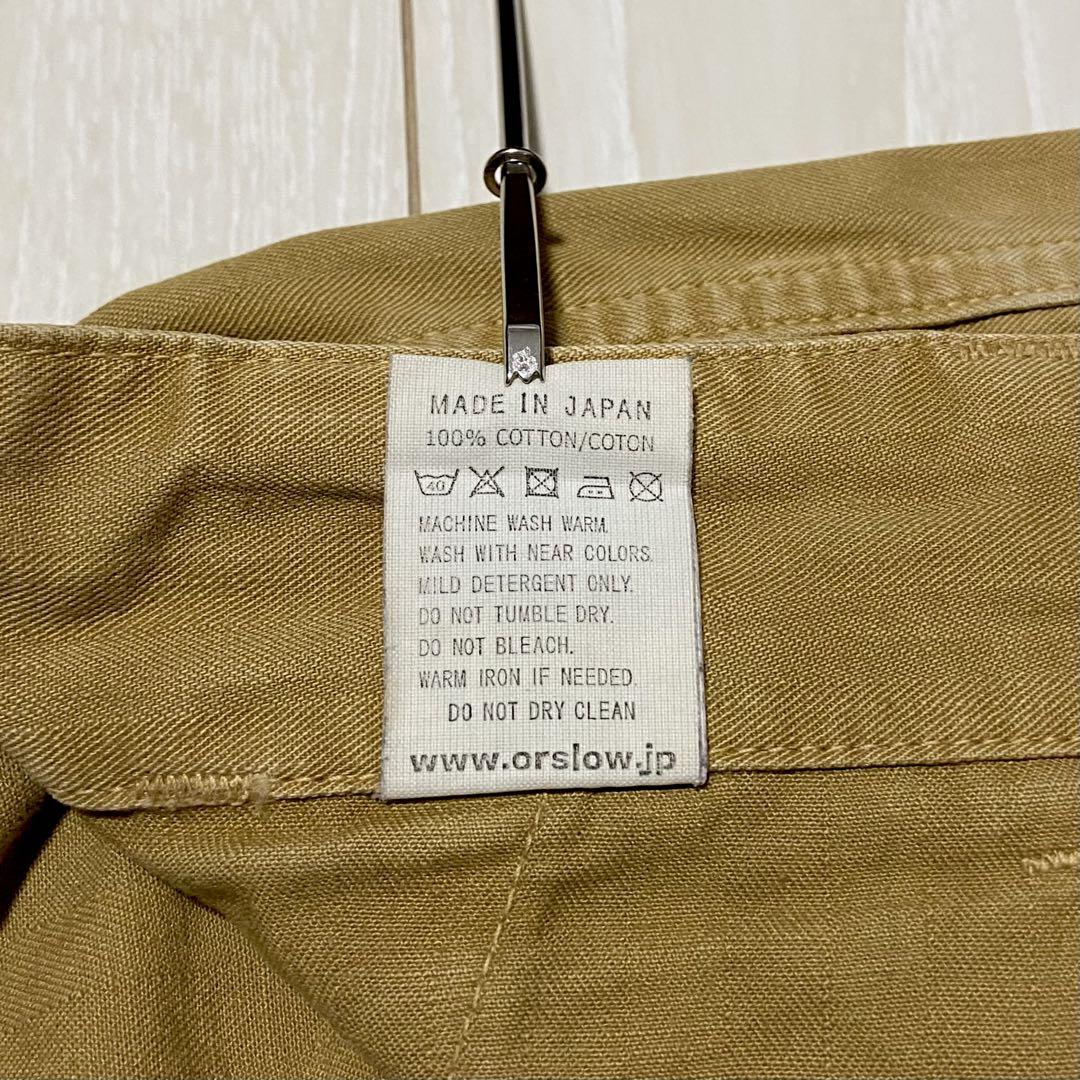 MADE IN JAPAN
100% COTTON/COTON
40
MACHINE WASH WARM.
WASH WITH NEAR COLORS.
MILD DETERGENT ONLY.
DO NOT TUMBLE DRY.
DO NOT BLEACH.
WARM IRON IF NEEDED.
DO NOT DRY CLEAN
www.orslow.jp